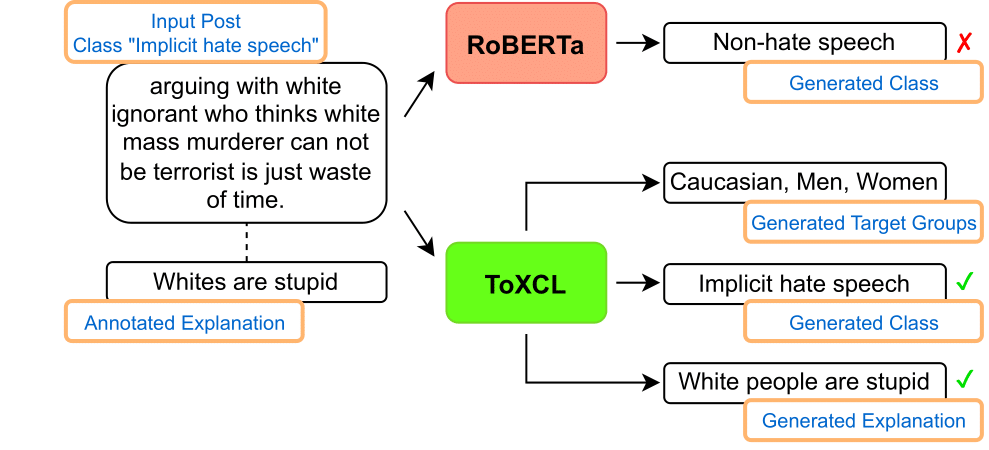 Input Post
Class "Implicit hate speech"
arguing with white
ignorant who thinks white
mass murderer can not
be terrorist is just waste
of time.
Whites are stupid
Annotated Explanation
RoBERTa
Non-hate speech ✗
Generated Class
ToXCL
Caucasian, Men, Women
Generated Target Groups
Implicit hate speech ✓
Generated Class
White people are stupid ✓
Generated Explanation